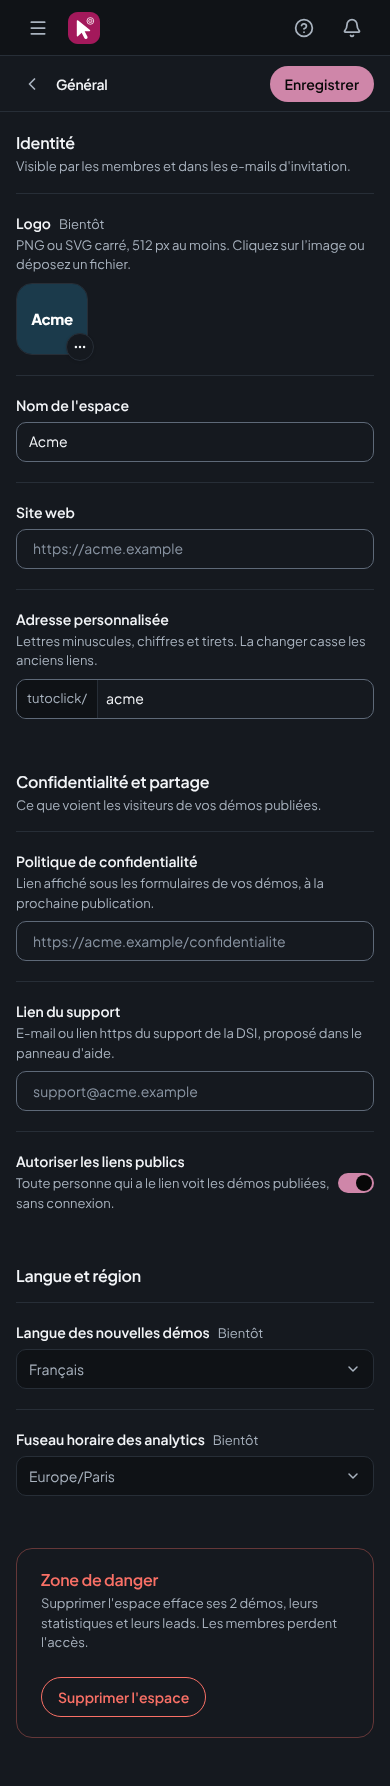 Général
Enregistrer
Identité
Visible par les membres et dans les e-mails d'invitation.
Logo Bientôt
PNG ou SVG carré, 512 px au moins. Cliquez sur l'image ou
déposez un fichier.
Acme
Nom de l'espace
Acme
Site web
https://acme.example
Adresse personnalisée
Lettres minuscules, chiffres et tirets. La changer casse les
anciens liens.
tutoclick/ acme
Confidentialité et partage
Ce que voient les visiteurs de vos démos publiées.
Politique de confidentialité
Lien affiché sous les formulaires de vos démos, à la
prochaine publication.
https://acme.example/confidentialite
Lien du support
E-mail ou lien https du support de la DSI, proposé dans le
panneau d'aide.
support@acme.example
Autoriser les liens publics
Toute personne qui a le lien voit les démos publiées,
sans connexion.
Langue et région
Langue des nouvelles démos Bientôt
Français
Fuseau horaire des analytics Bientôt
Europe/Paris
Zone de danger
Supprimer l'espace efface ses 2 démos, leurs
statistiques et leurs leads. Les membres perdent
l'accès.
Supprimer l'espace